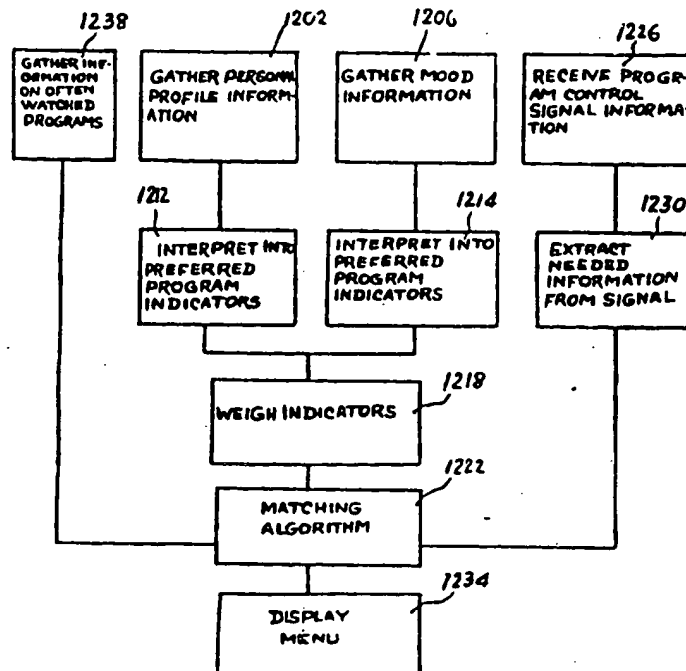 1238
1202
1206
1226
GATHER INF-
ORMATION
ON OFTEN
WATCHED
PROGRAMS
GATHER PERSONA
PROFILE INFORM-
ATION
GATHER MOOD
INFORMATION
RECEIVE PROGR-
AM CONTROL
SIGNAL INFORMA-
TION
1212
1214
1230
INTERPRET INTO
PREFERRED
PROGRAM
INDICATORS
INTERPRET INTO
PREFERRED
PROGRAM
INDICATORS
EXTRACT
NEEDED
INFORMATION
FROM SIGNAL
1218
WEIGH INDICATORS
1222
MATCHING
ALGORITHM
1234
DISPLAY
MENU